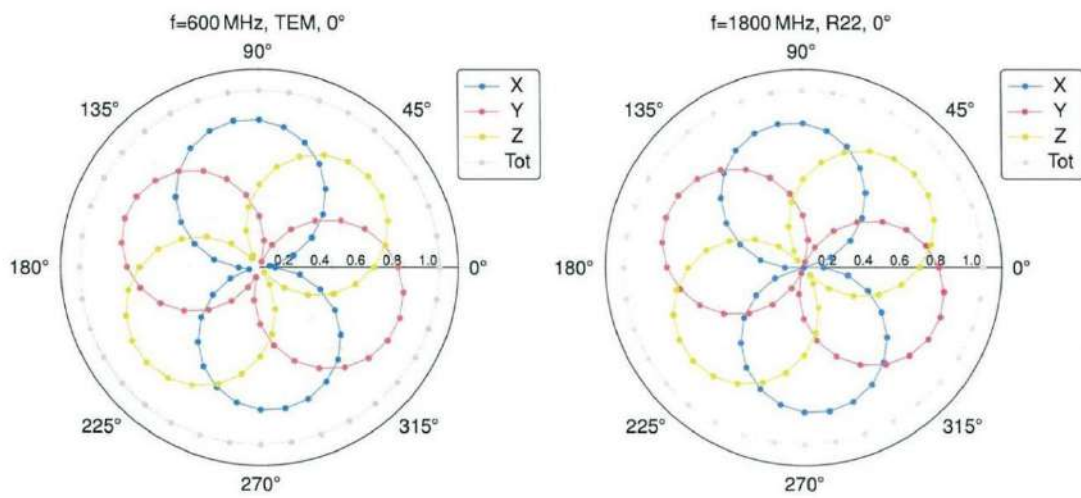 f=600 MHz, TEM, 0°
90°
135°
45°
180°
0.2 0.4 0.6 0.8 1.0
0°
225°
315°
270°
X
Y
Z
Tot
f=1800 MHz, R22, 0°
90°
135°
45°
180°
0.2 0.4 0.6 0.8 1.0
0°
225°
315°
270°
X
Y
Z
Tot